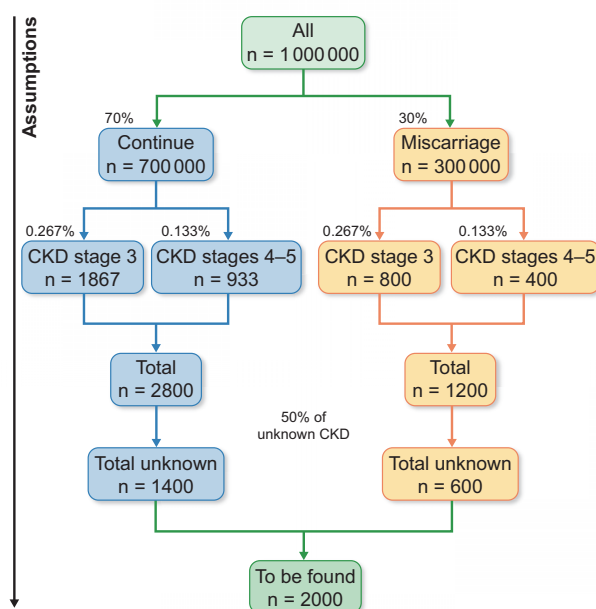 Assumptions
All
n = 1 000 000
70%
30%
Continue
n = 700 000
Miscarriage
n = 300 000
0.267%
0.133%
0.267%
0.133%
CKD stage 3
n = 1867
CKD stages 4–5
n = 933
CKD stage 3
n = 800
CKD stages 4–5
n = 400
Total
n = 2800
Total
n = 1200
50% of
unknown CKD
Total unknown
n = 1400
Total unknown
n = 600
To be found
n = 2000